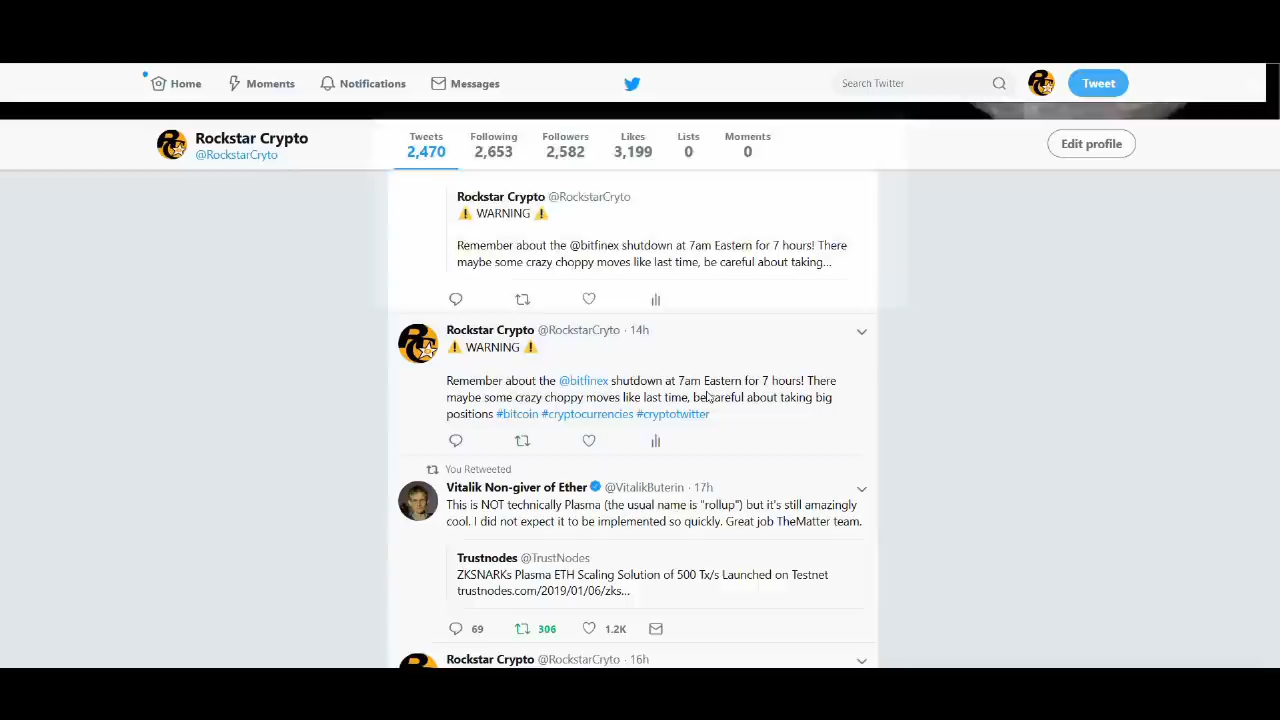 Home Moments Notifications Messages Search Twitter Tweet
Rockstar Crypto
@RockstarCryto
Tweets Following Followers Likes Lists Moments
2,470 2,653 2,582 3,199 0 0
Edit profile
Rockstar Crypto @RockstarCryto
⚠️ WARNING ⚠️
Remember about the @bitfinex shutdown at 7am Eastern for 7 hours! There
maybe some crazy choppy moves like last time, be careful about taking...
Rockstar Crypto @RockstarCryto · 14h
⚠️ WARNING ⚠️
Remember about the @bitfinex shutdown at 7am Eastern for 7 hours! There
maybe some crazy choppy moves like last time, be careful about taking big
positions #bitcoin #cryptocurrencies #cryptotwitter
You Retweeted
Vitalik Non-giver of Ether @VitalikButerin · 17h
This is NOT technically Plasma (the usual name is "rollup") but it's still amazingly
cool. I did not expect it to be implemented so quickly. Great job TheMatter team.
Trustnodes @TrustNodes
ZKSNARKs Plasma ETH Scaling Solution of 500 Tx/s Launched on Testnet
trustnodes.com/2019/01/06/zks...
69 306 1.2K
Rockstar Crypto @RockstarCryto · 16h